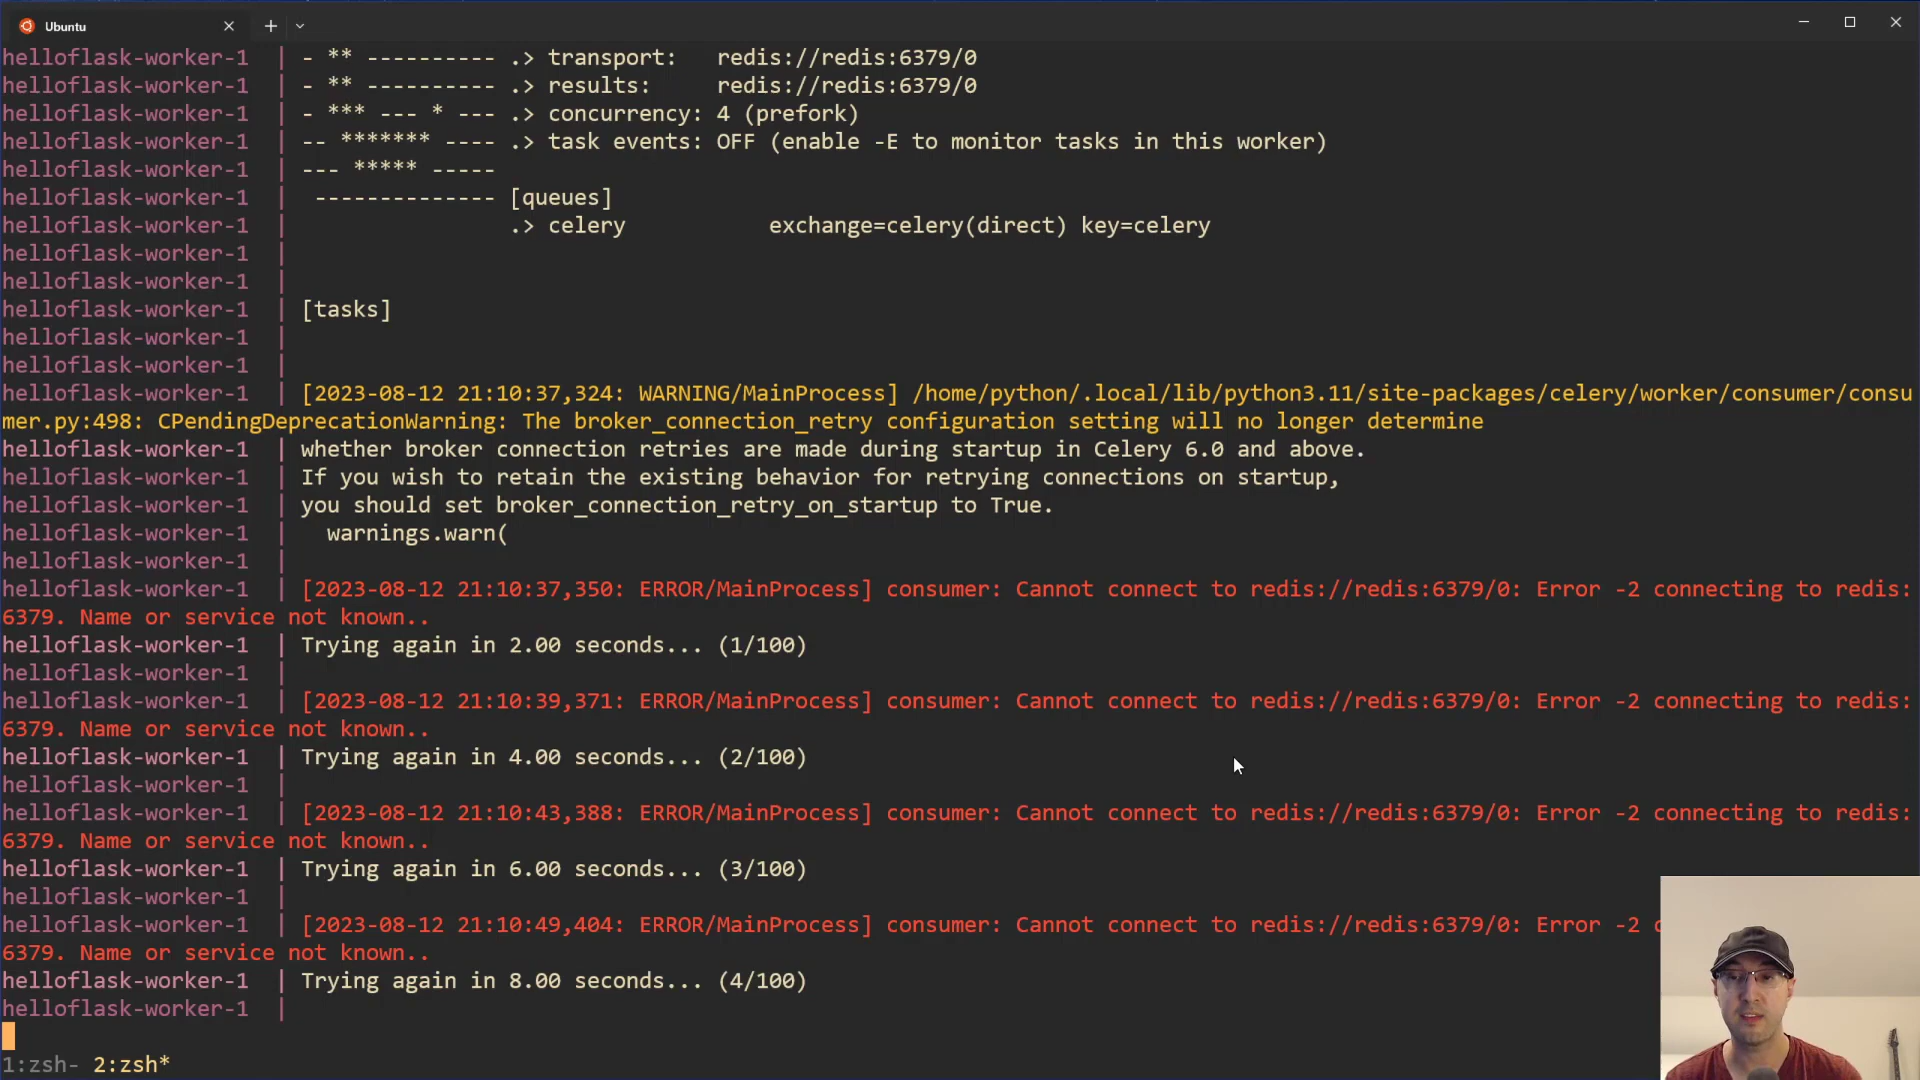 Ubuntu
helloflask-worker-1 | - ** ---------- .> transport: redis://redis:6379/0
helloflask-worker-1 | - ** ---------- .> results: redis://redis:6379/0
helloflask-worker-1 | - *** --- * --- .> concurrency: 4 (prefork)
helloflask-worker-1 | -- ******* ---- .> task events: OFF (enable -E to monitor tasks in this worker)
helloflask-worker-1 | --- ***** -----
helloflask-worker-1 | -------------- [queues]
helloflask-worker-1 | .> celery exchange=celery(direct) key=celery
helloflask-worker-1 |
helloflask-worker-1 |
helloflask-worker-1 | [tasks]
helloflask-worker-1 |
helloflask-worker-1 |
helloflask-worker-1 | [2023-08-12 21:10:37,324: WARNING/MainProcess] /home/python/.local/lib/python3.11/site-packages/celery/worker/consumer/consu
mer.py:498: CPendingDeprecationWarning: The broker_connection_retry configuration setting will no longer determine
helloflask-worker-1 | whether broker connection retries are made during startup in Celery 6.0 and above.
helloflask-worker-1 | If you wish to retain the existing behavior for retrying connections on startup,
helloflask-worker-1 | you should set broker_connection_retry_on_startup to True.
helloflask-worker-1 | warnings.warn(
helloflask-worker-1 |
helloflask-worker-1 | [2023-08-12 21:10:37,350: ERROR/MainProcess] consumer: Cannot connect to redis://redis:6379/0: Error -2 connecting to redis:
6379. Name or service not known..
helloflask-worker-1 | Trying again in 2.00 seconds... (1/100)
helloflask-worker-1 |
helloflask-worker-1 | [2023-08-12 21:10:39,371: ERROR/MainProcess] consumer: Cannot connect to redis://redis:6379/0: Error -2 connecting to redis:
6379. Name or service not known..
helloflask-worker-1 | Trying again in 4.00 seconds... (2/100)
helloflask-worker-1 |
helloflask-worker-1 | [2023-08-12 21:10:43,388: ERROR/MainProcess] consumer: Cannot connect to redis://redis:6379/0: Error -2 connecting to redis:
6379. Name or service not known..
helloflask-worker-1 | Trying again in 6.00 seconds... (3/100)
helloflask-worker-1 |
helloflask-worker-1 | [2023-08-12 21:10:49,404: ERROR/MainProcess] consumer: Cannot connect to redis://redis:6379/0: Error -2
6379. Name or service not known..
helloflask-worker-1 | Trying again in 8.00 seconds... (4/100)
helloflask-worker-1 |
1:zsh- 2:zsh*